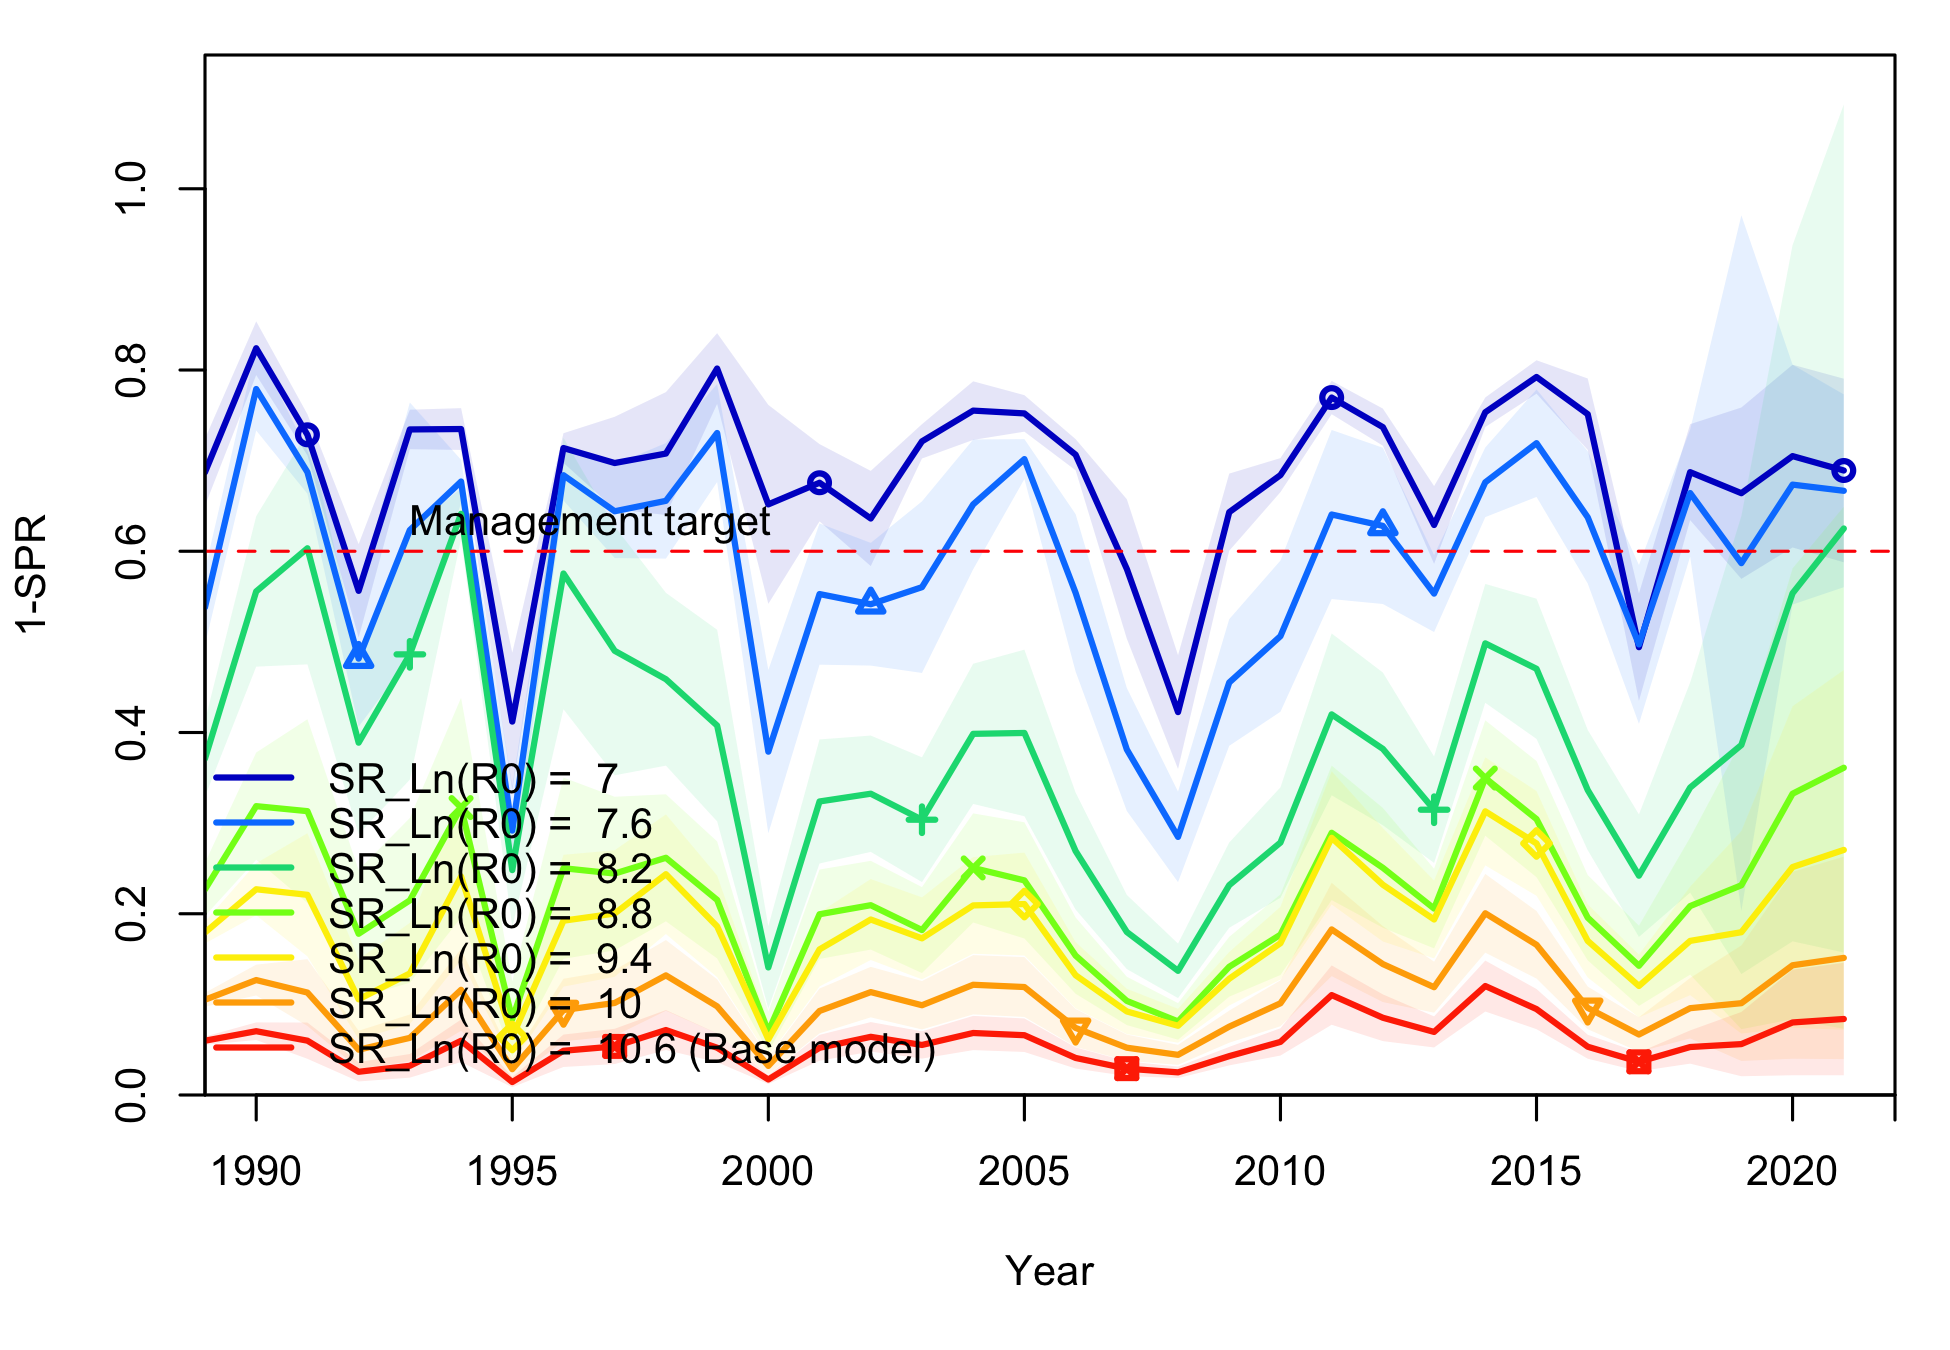 1.0
0.8
0.6
0.4
0.2
0.0
1-SPR
Management target
SR_Ln(R0) = 7
SR_Ln(R0) = 7.6
SR_Ln(R0) = 8.2
SR_Ln(R0) = 8.8
SR_Ln(R0) = 9.4
SR_Ln(R0) = 10
SR_Ln(R0) = 10.6 (Base model)
1990 1995 2000 2005 2010 2015 2020
Year